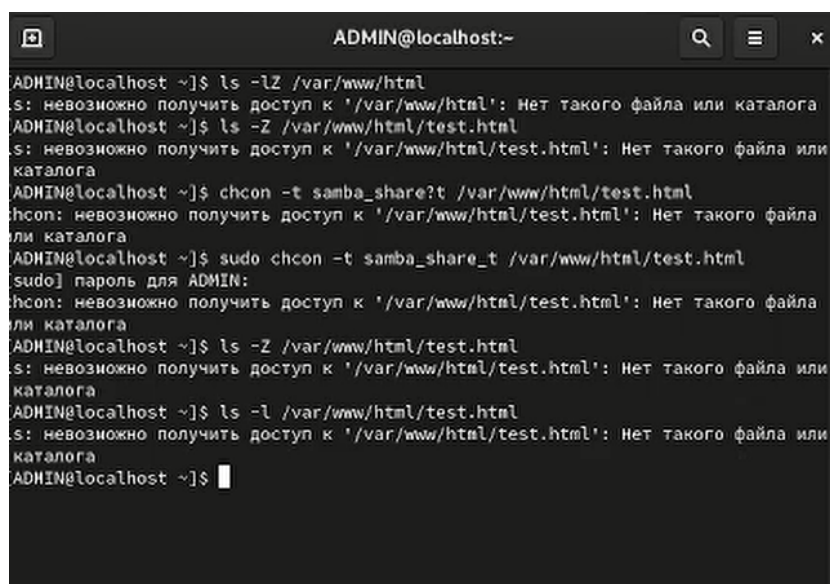 ADMIN@localhost:~
[ADMIN@localhost ~]$ ls -lZ /var/www/html
ls: невозможно получить доступ к '/var/www/html': Нет такого файла или каталога
[ADMIN@localhost ~]$ ls -Z /var/www/html/test.html
ls: невозможно получить доступ к '/var/www/html/test.html': Нет такого файла или
каталога
[ADMIN@localhost ~]$ chcon -t samba_share?t /var/www/html/test.html
chcon: невозможно получить доступ к '/var/www/html/test.html': Нет такого файла
или каталога
[ADMIN@localhost ~]$ sudo chcon -t samba_share_t /var/www/html/test.html
[sudo] пароль для ADMIN:
chcon: невозможно получить доступ к '/var/www/html/test.html': Нет такого файла
или каталога
[ADMIN@localhost ~]$ ls -Z /var/www/html/test.html
ls: невозможно получить доступ к '/var/www/html/test.html': Нет такого файла или
каталога
[ADMIN@localhost ~]$ ls -l /var/www/html/test.html
ls: невозможно получить доступ к '/var/www/html/test.html': Нет такого файла или
каталога
[ADMIN@localhost ~]$